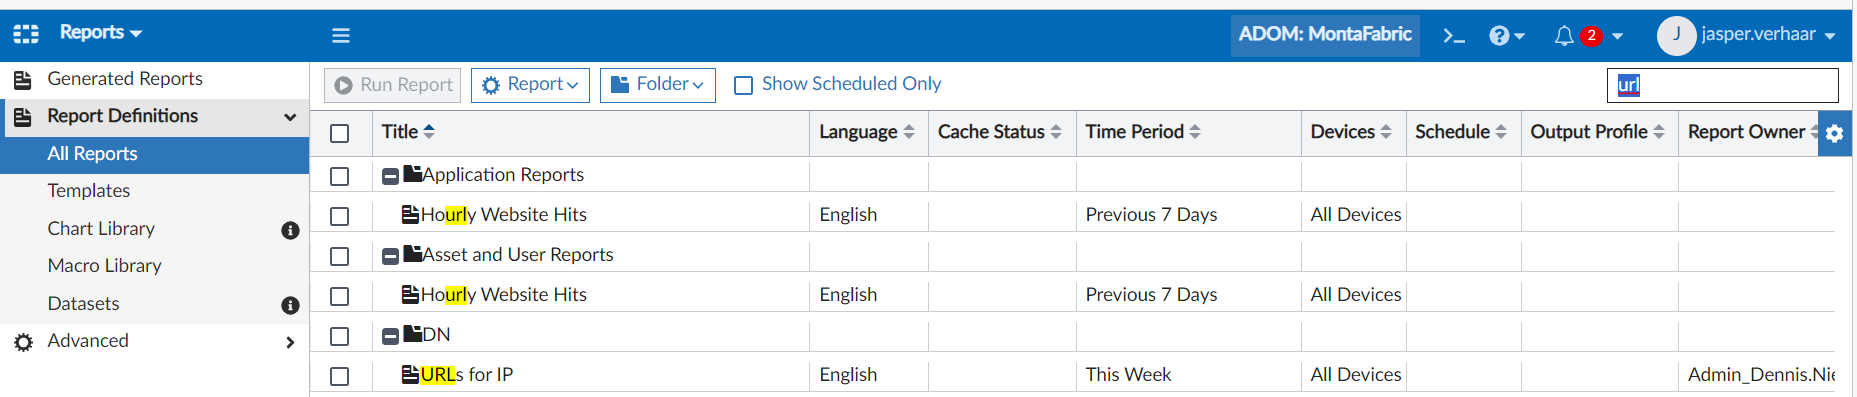 Reports
ADOM: MontaFabric
2
J
jasper.verhaar
Generated Reports
Report Definitions
All Reports
Templates
Chart Library
Macro Library
Datasets
Advanced
Run Report
Report
Folder
Show Scheduled Only
url
Title Language Cache Status Time Period Devices Schedule Output Profile Report Owner
Application Reports
Hourly Website Hits English Previous 7 Days All Devices
Asset and User Reports
Hourly Website Hits English Previous 7 Days All Devices
DN
URLs for IP English This Week All Devices Admin_Dennis.Nie